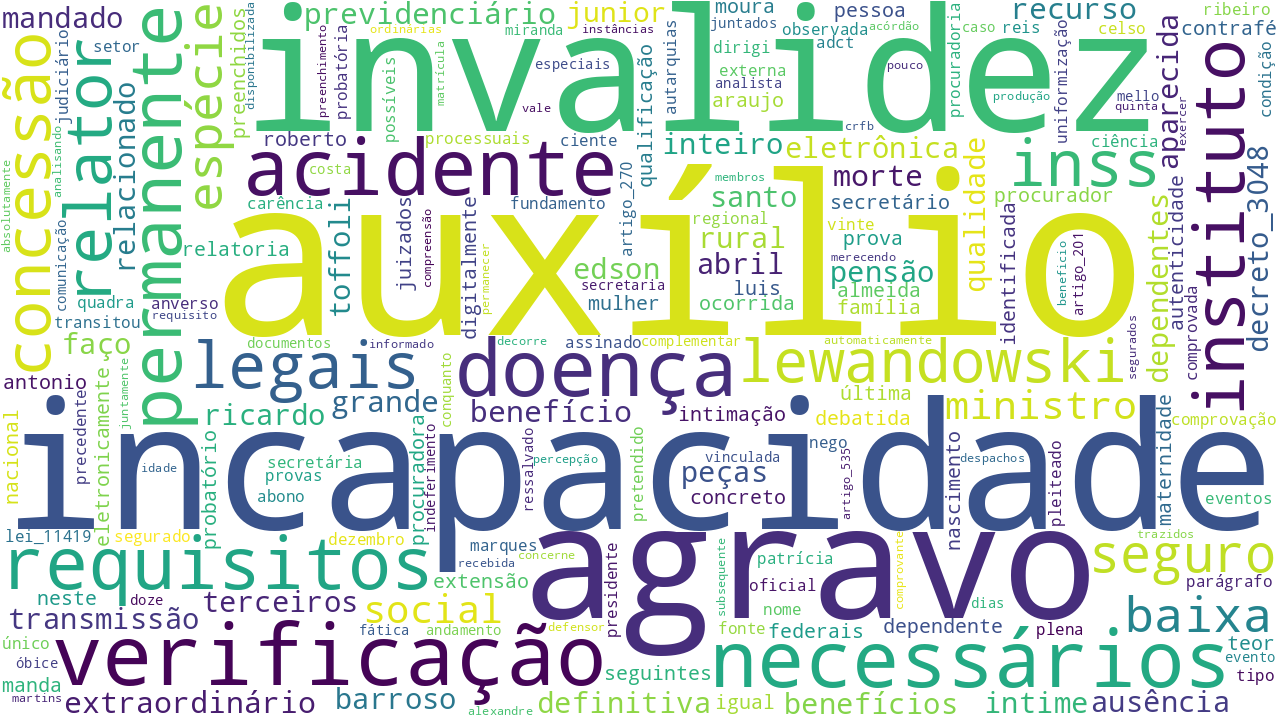 mandado
previdenciário
junior
moura
pessoa
acórdão
recurso
ribeiro
concessão
setor
judiciário
relator
permanente
espécie
preenchidos
disponibilizada
invalidez
ordinárias
miranda
instâncias
juntados
observada
caso
reis
celso
contrafé
preenchimento
probatória
possíveis
matrícula
especiais
qualificação
autarquias
dirigi
adct
externa
analista
araujo
pouco
procuradoria
produção
uniformização
mello
quinta
aparecida
exercer
condição
instituto
relacionado
vale
crfb
roberto
processuais
ciente
inteiro
eletrônica
ciência
inss
absolutamente
analisando
acidente
costa
membros
morte
artigo_270
santo
secretário
qualidade
procurador
decreto_3048
carência
juizados
compreensão
fundamento
regional
vinte
identificada
dependentes
autenticidade
comunicação
relatoria
toffoli
auxílio
digitalmente
permanecer
edson
rural
prova
merecendo
abril
pensão
secretaria
luis
mulher
ocorrida
almeida
família
benefício
artigo_201
comprovada
quadra
anverso
requisito
transitou
faço
documentos
informado
decorre
assinado
complementar
automaticamente
segurados
legais
doença
lewandowski
antonio
eletronicamente
juntamente
conquanto
última
nacional
precedente
ricardo
grande
benefício
intimação
debatida
ministro
comprovação
incapacidade
idade
probatório
secretária
provas
abono
procuradora
indeferimento
ressalvado
percepção
pretendido
vinculada
peças
concreto
nego
artigo_535
despachos
nascimento
pleiteado
maternidade
eventos
lei_11419
segurado
dezembro
marques
recebida
concerne
agravo
trazidos
requisitos
extensão
patrícia
seguro
neste
doze
terceiros
social
presidente
subsequente
oficial
comprovante
dias
parágrafo
transmissão
nome
baixa
único
verificação
fática
andamento
defensor
fonte
federais
dependente
plena
teor
óbice
seguintes
necessários
evento
manda
tipo
martins
extraordinário
barroso
alexandre
definitiva
igual
benefícios
intime
ausência